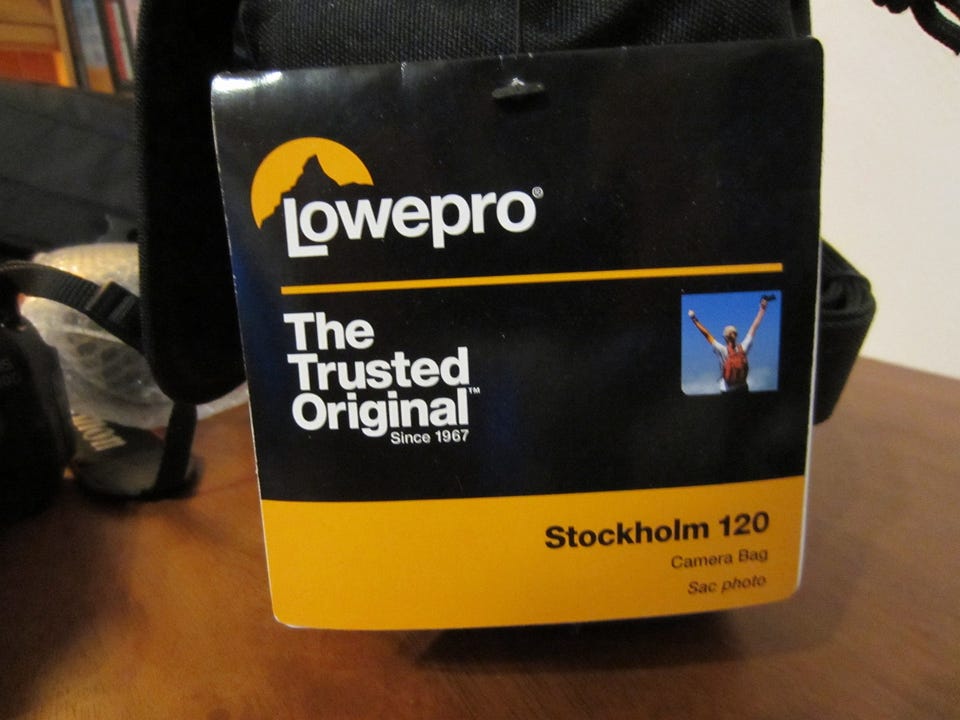 Lowepro®
The
Trusted
Original™
Since 1967
Stockholm 120
Camera Bag
Sac photo